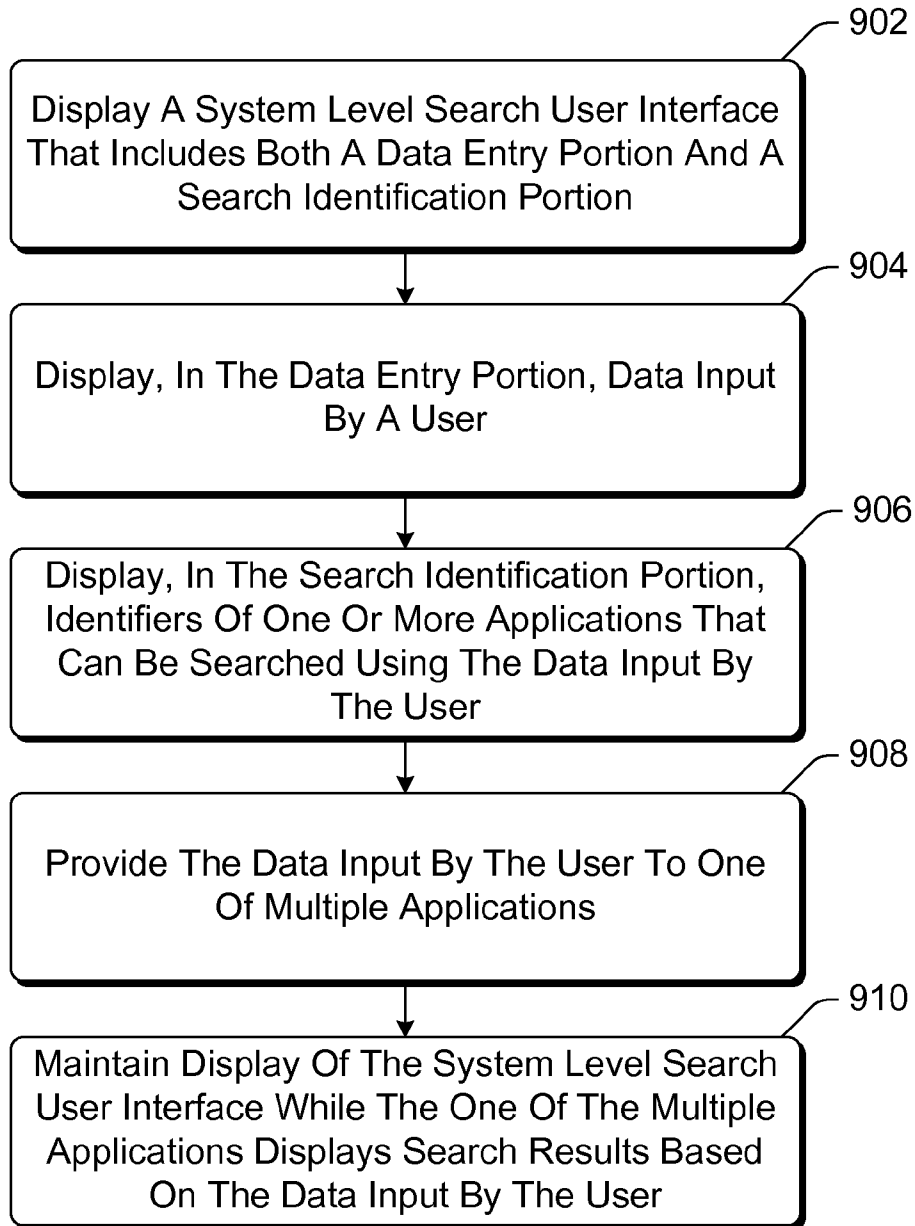 902
Display A System Level Search User Interface
That Includes Both A Data Entry Portion And A
Search Identification Portion
904
Display, In The Data Entry Portion, Data Input
By A User
906
Display, In The Search Identification Portion,
Identifiers Of One Or More Applications That
Can Be Searched Using The Data Input By
The User
908
Provide The Data Input By The User To One
Of Multiple Applications
910
Maintain Display Of The System Level Search
User Interface While The One Of The Multiple
Applications Displays Search Results Based
On The Data Input By The User